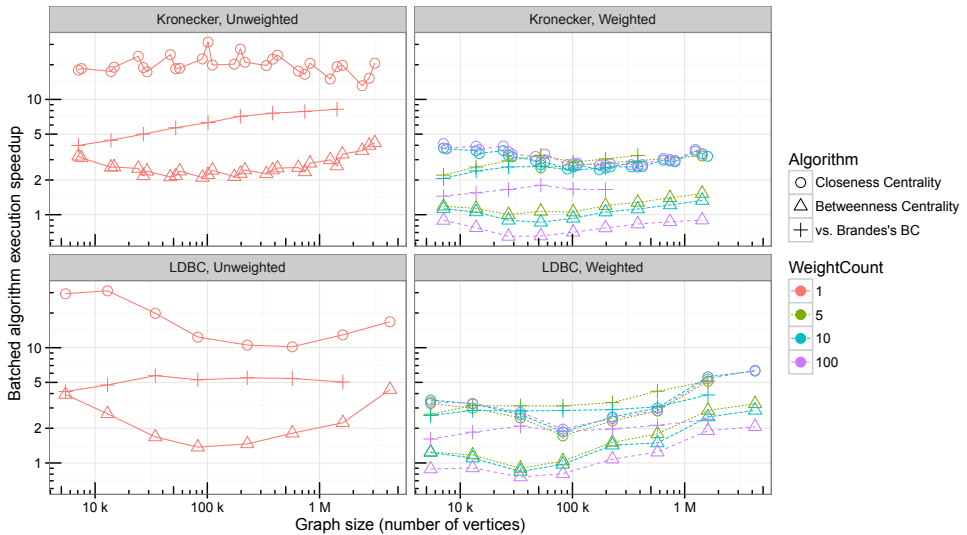 Kronecker, Unweighted
Kronecker, Weighted
10
5
2
1
LDBC, Unweighted
LDBC, Weighted
10
5
2
1
10 k
100 k
1 M
10 k
100 k
1 M
Graph size (number of vertices)
Batched algorithm execution speedup
Algorithm
Closeness Centrality
Betweenness Centrality
vs. Brandes's BC
WeightCount
1
5
10
100